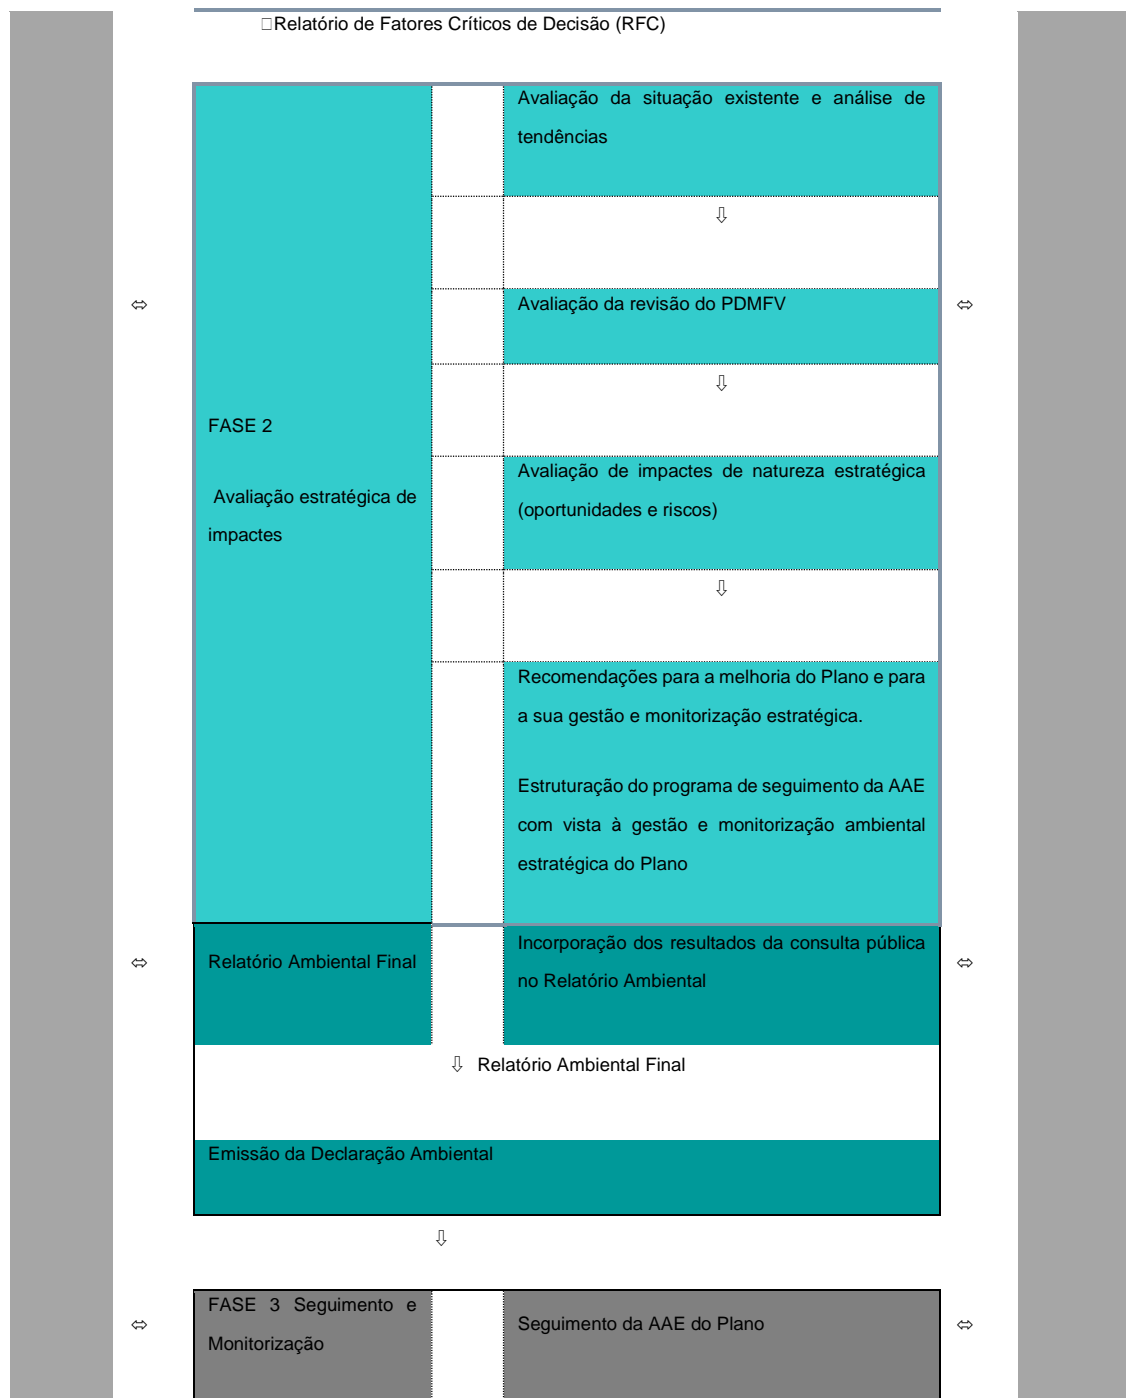 Relatório de Fatores Críticos de Decisão (RFC)
Avaliação da situação existente e análise de
tendências
⇩
⇔
Avaliação da revisão do PDMFV
⇔
⇩
FASE 2
Avaliação estratégica de
impactes
Avaliação de impactes de natureza estratégica
(oportunidades e riscos)
⇩
Recomendações para a melhoria do Plano e para
a sua gestão e monitorização estratégica.
Estruturação do programa de seguimento da AAE
com vista à gestão e monitorização ambiental
estratégica do Plano
⇔
Relatório Ambiental Final
Incorporação dos resultados da consulta pública
no Relatório Ambiental
⇔
⇩ Relatório Ambiental Final
Emissão da Declaração Ambiental
⇩
⇔
FASE 3 Seguimento e
Monitorização
Seguimento da AAE do Plano
⇔